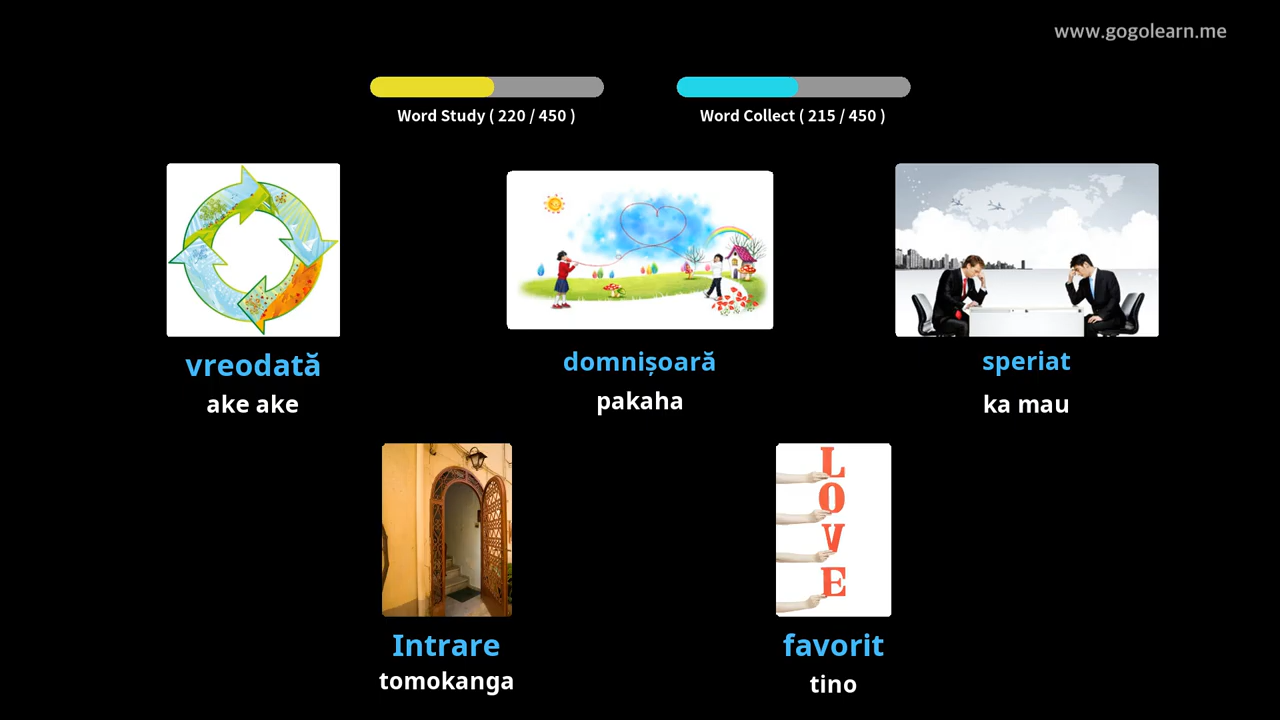 www.gogolearn.me
Word Study ( 220 / 450 )
Word Collect ( 215 / 450 )
vreodată
ake ake
domnișoară
pakaha
speriat
ka mau
LOVE
Intrare
tomokanga
favorit
tino